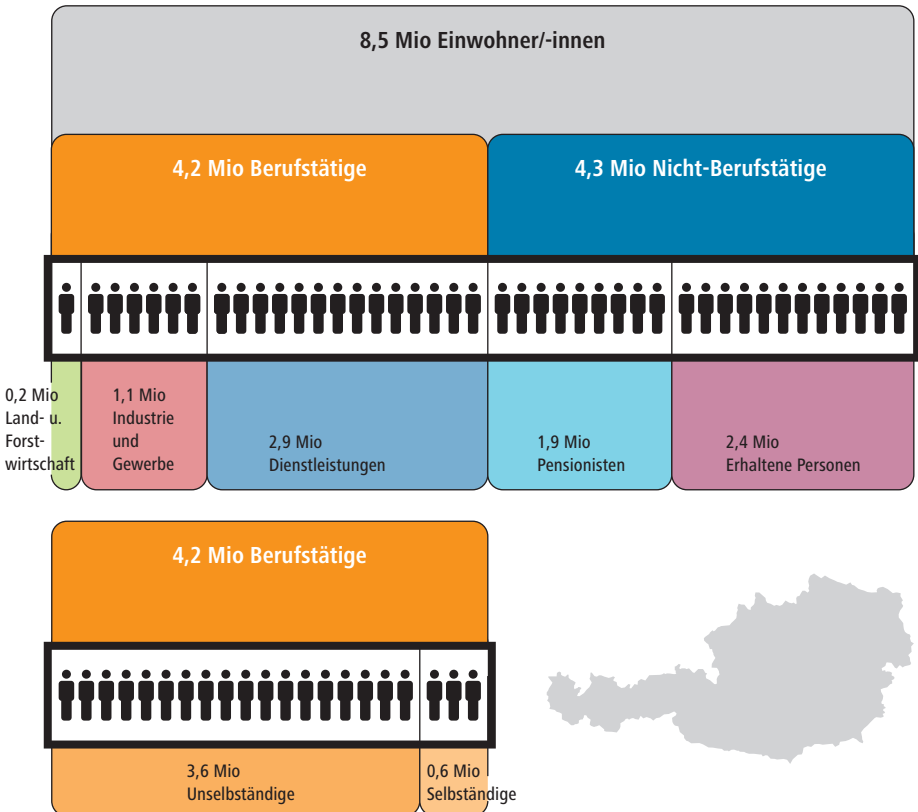 8,5 Mio Einwohner/-innen
4,2 Mio Berufstätige
4,3 Mio Nicht-Berufstätige
0,2 Mio
Land- u.
Forst-
wirtschaft
1,1 Mio
Industrie
und
Gewerbe
2,9 Mio
Dienstleistungen
1,9 Mio
Pensionisten
2,4 Mio
Erhaltene Personen
4,2 Mio Berufstätige
3,6 Mio
Unselbständige
0,6 Mio
Selbständige